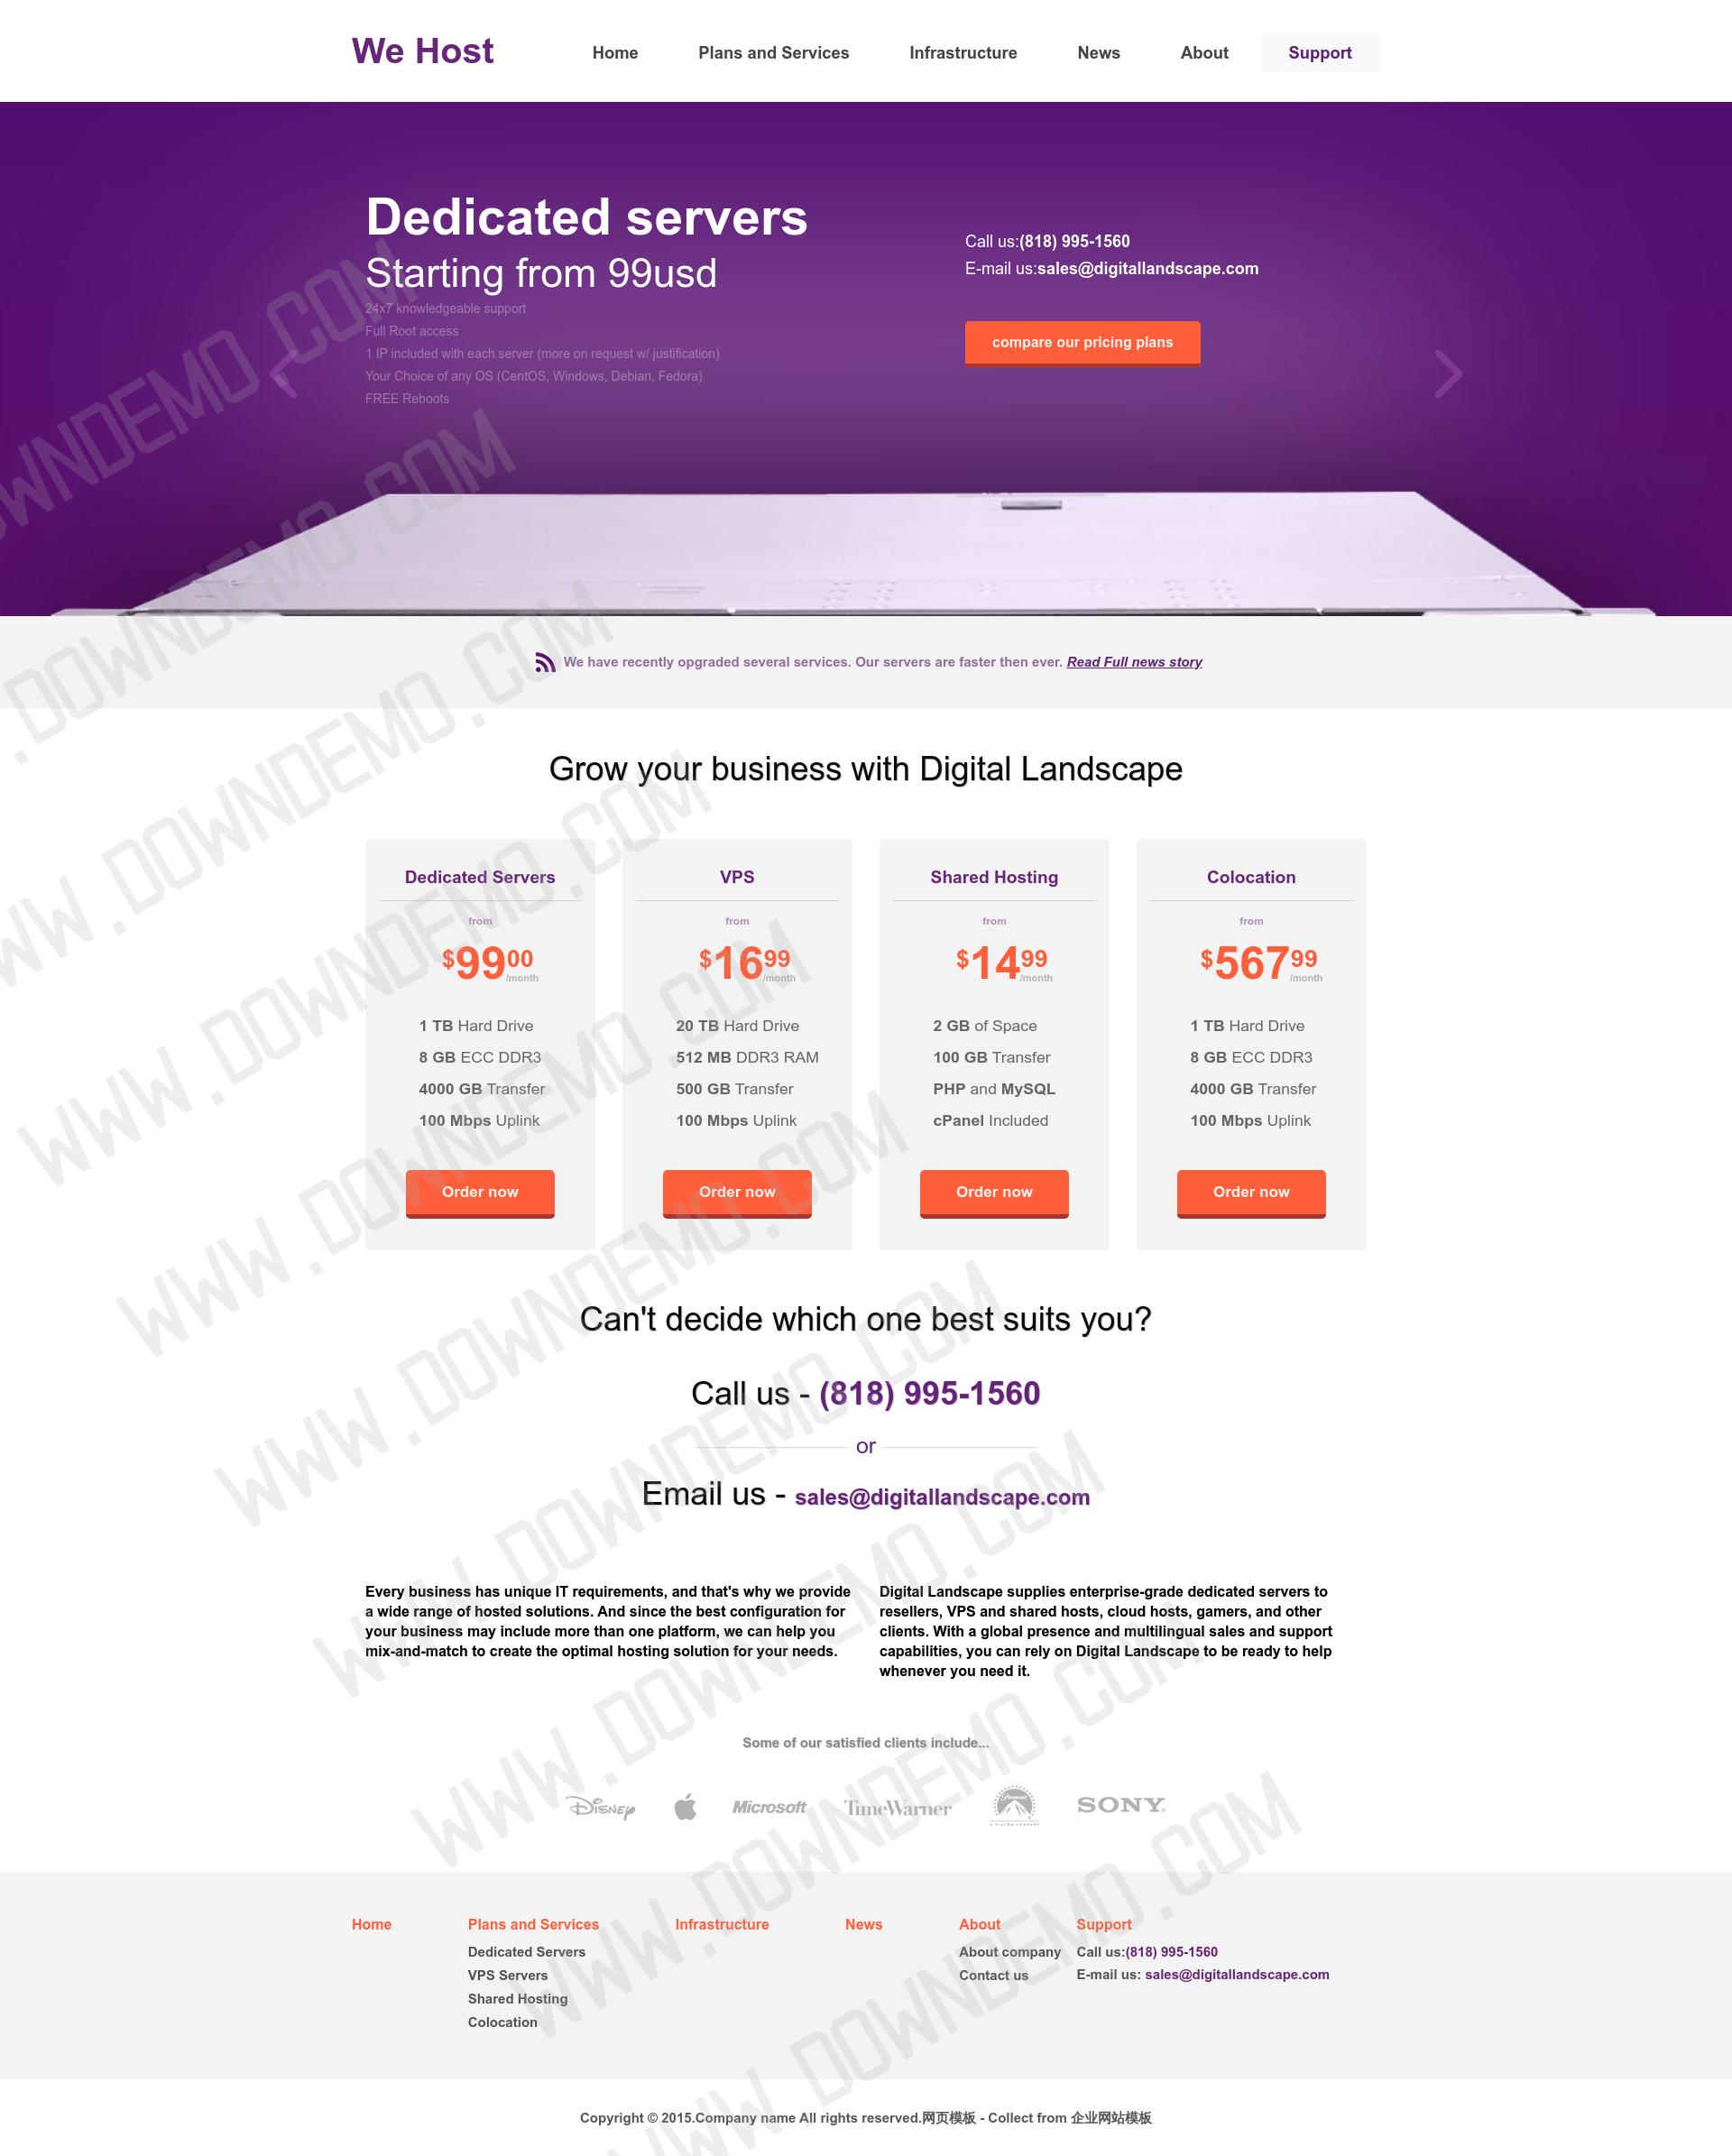 We Host
Home Plans and Services Infrastructure News About Support
Dedicated servers
Starting from 99usd
24x7 knowledgeable support
Full Root access
1 IP included with each server (more on request w/ justification)
Your Choice of any OS (CentOS, Windows, Debian, Fedora)
FREE Reboots
Call us:(818) 995-1560
E-mail us:sales@digitallandscape.com
compare our pricing plans
We have recently opgraded several services. Our servers are faster then ever. Read Full news story
Grow your business with Digital Landscape
Dedicated Servers
from
$9900
/month
1 TB Hard Drive
8 GB ECC DDR3
4000 GB Transfer
100 Mbps Uplink
Order now
VPS
from
$1699
/month
20 TB Hard Drive
512 MB DDR3 RAM
500 GB Transfer
100 Mbps Uplink
Order now
Shared Hosting
from
$1499
/month
2 GB of Space
100 GB Transfer
PHP and MySQL
cPanel Included
Order now
Colocation
from
$56799
/month
1 TB Hard Drive
8 GB ECC DDR3
4000 GB Transfer
100 Mbps Uplink
Order now
Can't decide which one best suits you?
Call us - (818) 995-1560
or
Email us - sales@digitallandscape.com
Every business has unique IT requirements, and that's why we provide
a wide range of hosted solutions. And since the best configuration for
your business may include more than one platform, we can help you
mix-and-match to create the optimal hosting solution for your needs.
Digital Landscape supplies enterprise-grade dedicated servers to
resellers, VPS and shared hosts, cloud hosts, gamers, and other
clients. With a global presence and multilingual sales and support
capabilities, you can rely on Digital Landscape to be ready to help
whenever you need it.
Some of our satisfied clients include...
Disney Microsoft TimeWarner Paramount SONY
Home
Plans and Services
Dedicated Servers
VPS Servers
Shared Hosting
Colocation
Infrastructure
News
About
About company
Contact us
Support
Call us:(818) 995-1560
E-mail us: sales@digitallandscape.com
Copyright © 2015.Company name All rights reserved.网页模板 - Collect from 企业网站模板
WWW.DOWNDEMO.COM